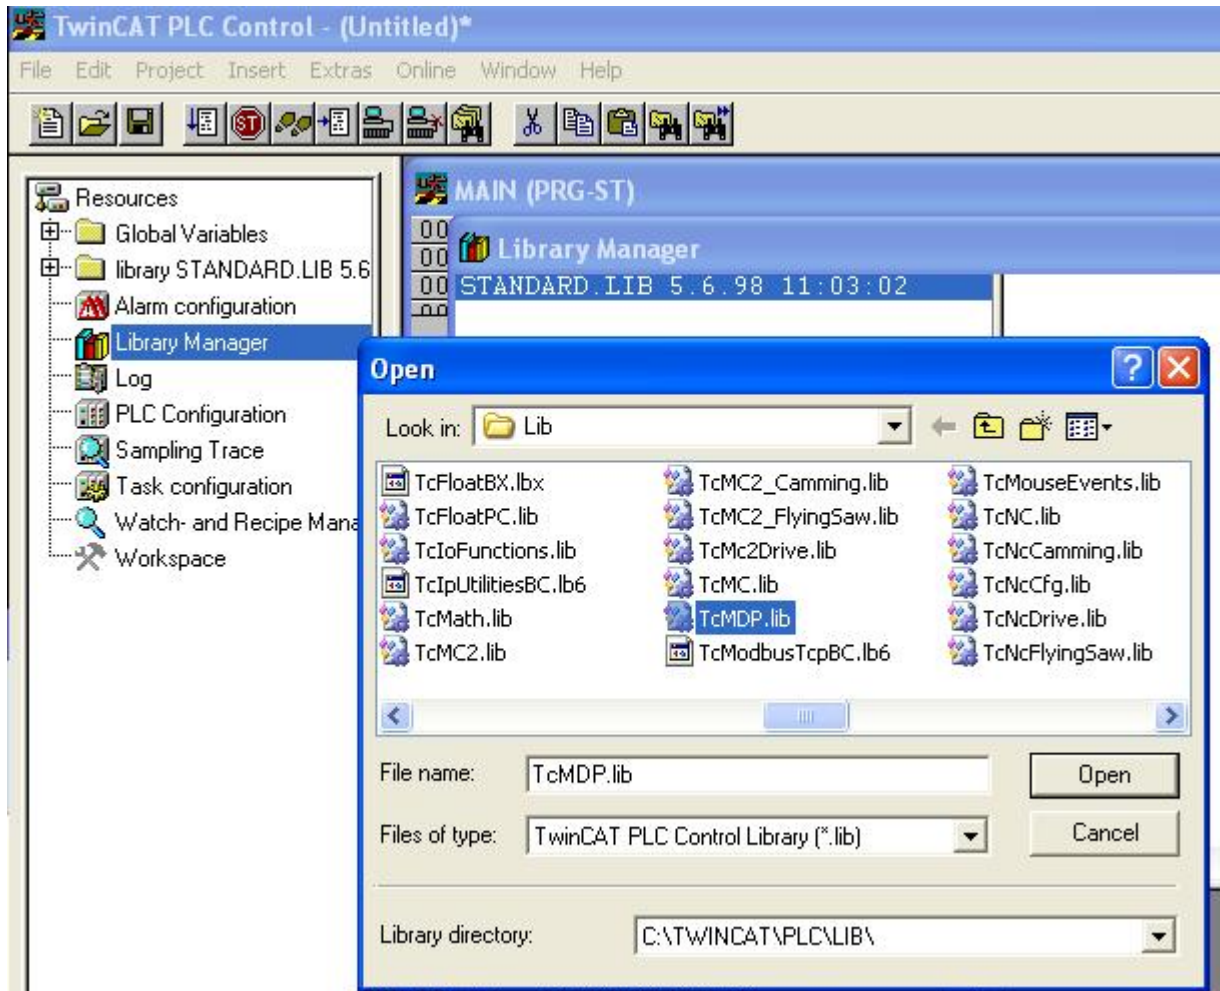 TwinCAT PLC Control - (Untitled)*
File Edit Project Insert Extras Online Window Help
ST
Resources
Global Variables
library STANDARD.LIB 5.6
Alarm configuration
Library Manager
Log
PLC Configuration
Sampling Trace
Task configuration
Watch- and Recipe Mana
Workspace
MAIN (PRG-ST)
00
00
00
00
Library Manager
STANDARD.LIB 5.6.98 11:03:02
Open
Look in: Lib
TcFloatBX.lbx TcMC2_Camming.lib TcMouseEvents.lib
TcFloatPC.lib TcMC2_FlyingSaw.lib TcNC.lib
TcIoFunctions.lib TcMc2Drive.lib TcNcCamming.lib
TcIpUtilitiesBC.lb6 TcMC.lib TcNcCfg.lib
TcMath.lib TcMDP.lib TcNcDrive.lib
TcMC2.lib TcModbusTcpBC.lb6 TcNcFlyingSaw.lib
File name: TcMDP.lib Open
Files of type: TwinCAT PLC Control Library (*.lib) Cancel
Library directory: C:\TWINCAT\PLC\LIB\